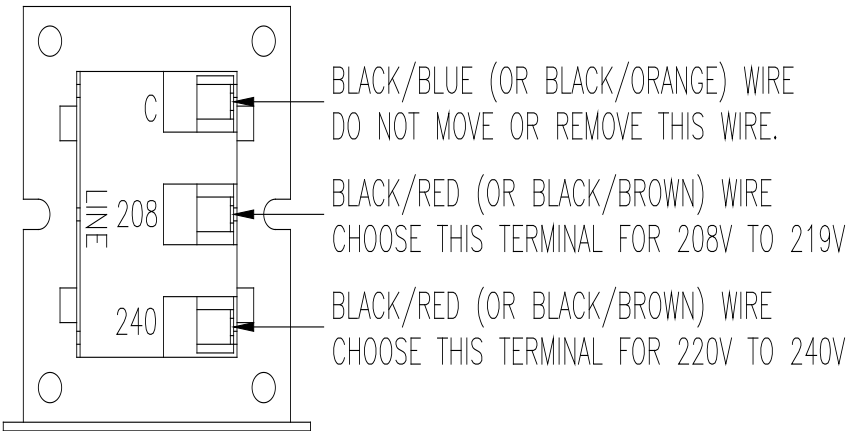 C
BLACK/BLUE (OR BLACK/ORANGE) WIRE
DO NOT MOVE OR REMOVE THIS WIRE.
LINE
208
BLACK/RED (OR BLACK/BROWN) WIRE
CHOOSE THIS TERMINAL FOR 208V TO 219V
240
BLACK/RED (OR BLACK/BROWN) WIRE
CHOOSE THIS TERMINAL FOR 220V TO 240V